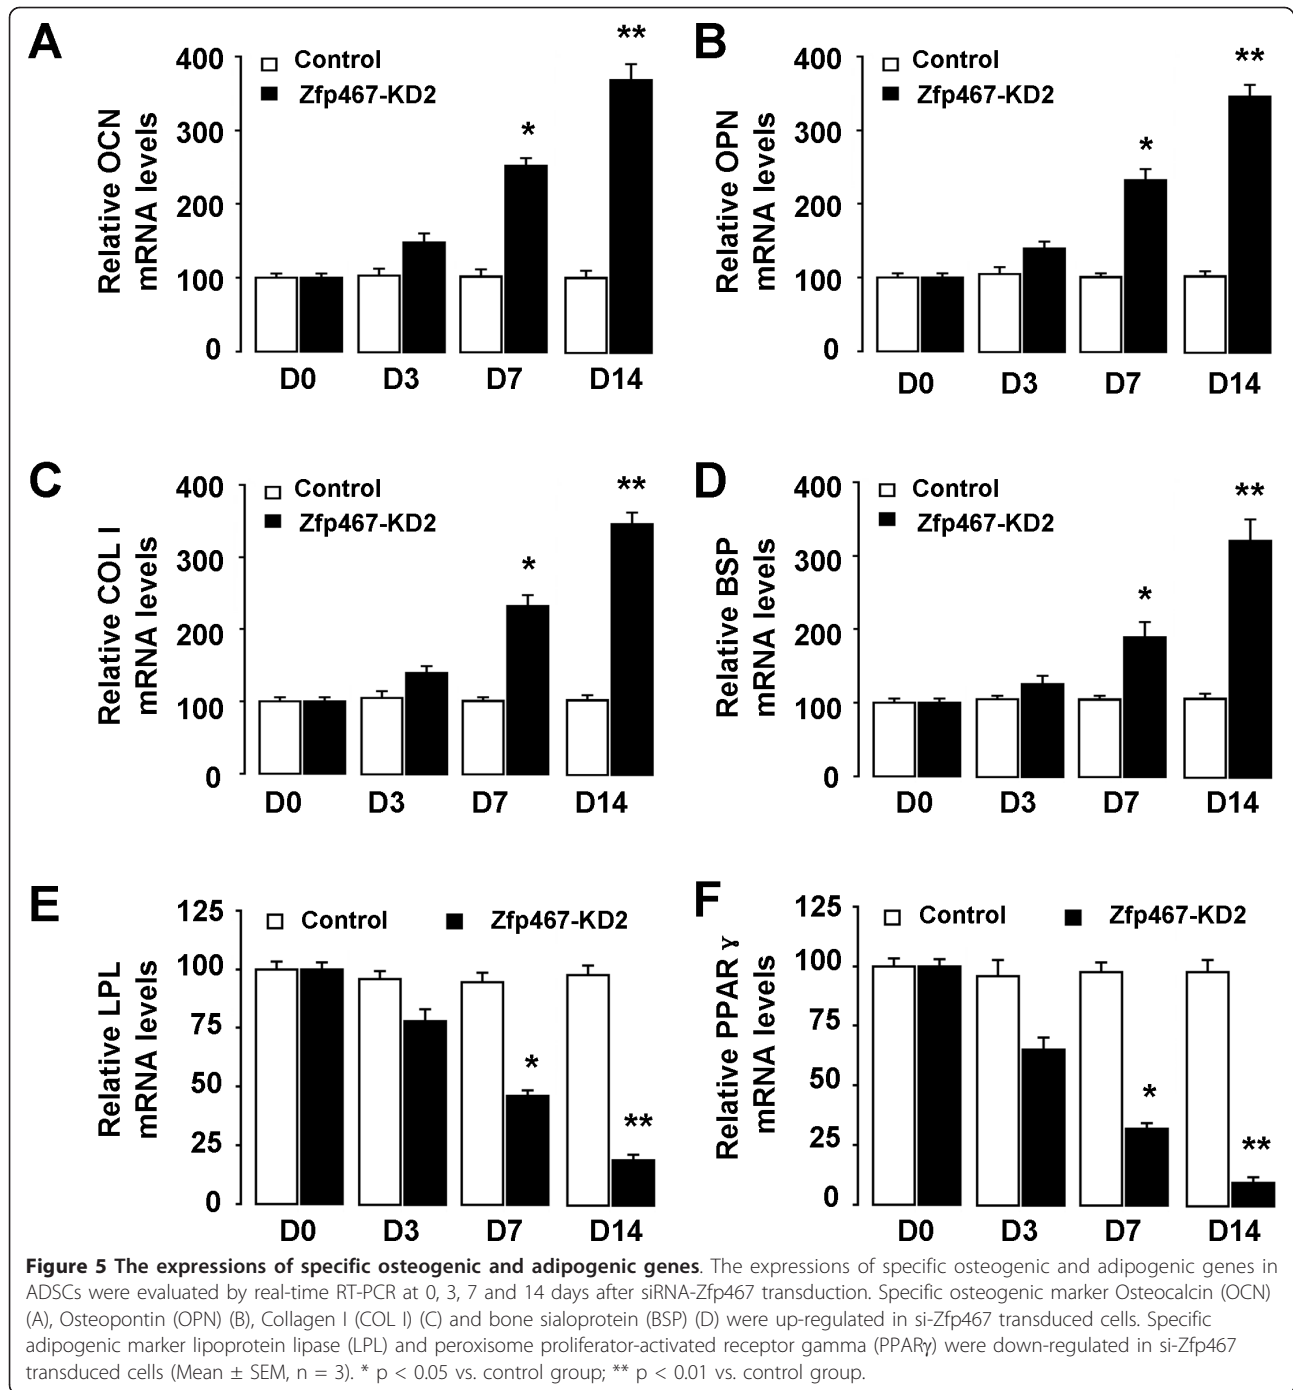 A
Relative OCN
mRNA levels
400
300
200
100
0
Control
Zfp467-KD2
*
**
D0 D3 D7 D14
B
Relative OPN
mRNA levels
400
300
200
100
0
Control
Zfp467-KD2
*
**
D0 D3 D7 D14
C
Relative COL I
mRNA levels
400
300
200
100
0
Control
Zfp467-KD2
*
**
D0 D3 D7 D14
D
Relative BSP
mRNA levels
400
300
200
100
0
Control
Zfp467-KD2
*
**
D0 D3 D7 D14
E
Relative LPL
mRNA levels
125
100
75
50
25
0
Control Zfp467-KD2
*
**
D0 D3 D7 D14
F
Relative PPAR γ
mRNA levels
125
100
75
50
25
0
Control Zfp467-KD2
*
**
D0 D3 D7 D14
Figure 5 The expressions of specific osteogenic and adipogenic genes. The expressions of specific osteogenic and adipogenic genes in
ADSCs were evaluated by real-time RT-PCR at 0, 3, 7 and 14 days after siRNA-Zfp467 transduction. Specific osteogenic marker Osteocalcin (OCN)
(A), Osteopontin (OPN) (B), Collagen I (COL I) (C) and bone sialoprotein (BSP) (D) were up-regulated in si-Zfp467 transduced cells. Specific
adipogenic marker lipoprotein lipase (LPL) and peroxisome proliferator-activated receptor gamma (PPARγ) were down-regulated in si-Zfp467
transduced cells (Mean ± SEM, n = 3). * p < 0.05 vs. control group; ** p < 0.01 vs. control group.